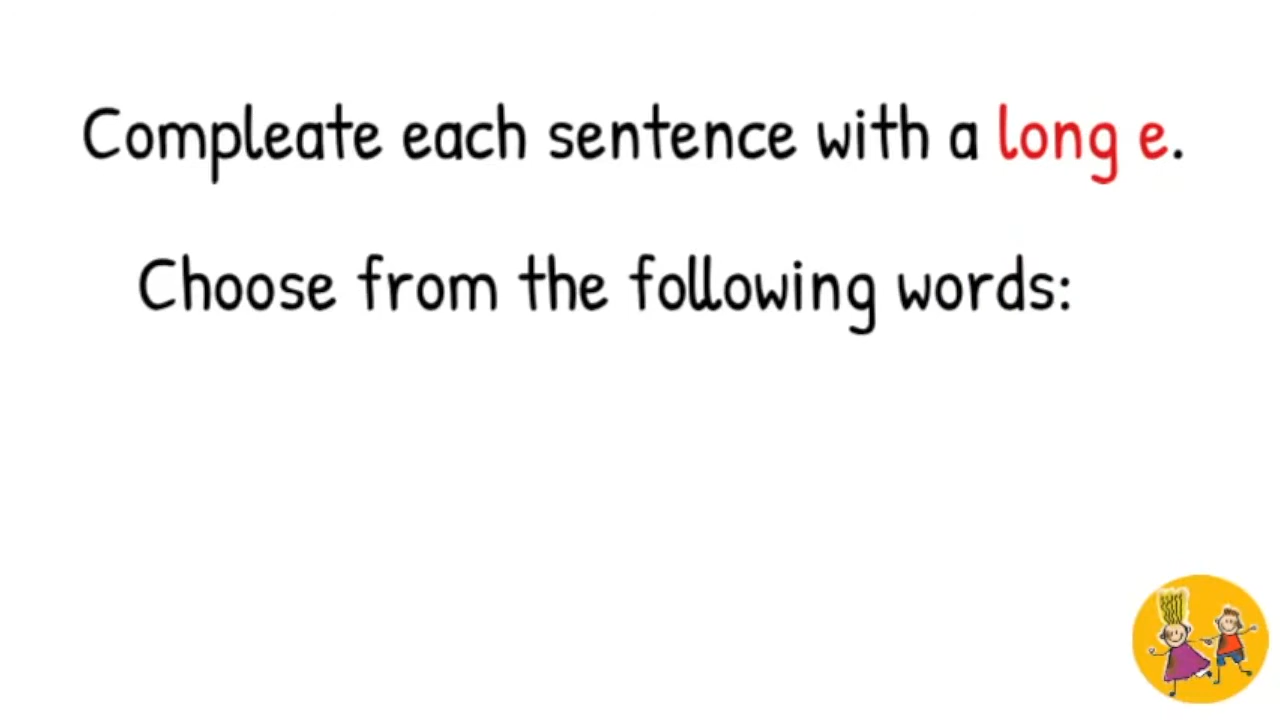 Compleate each sentence with a long e.
Choose from the following words: